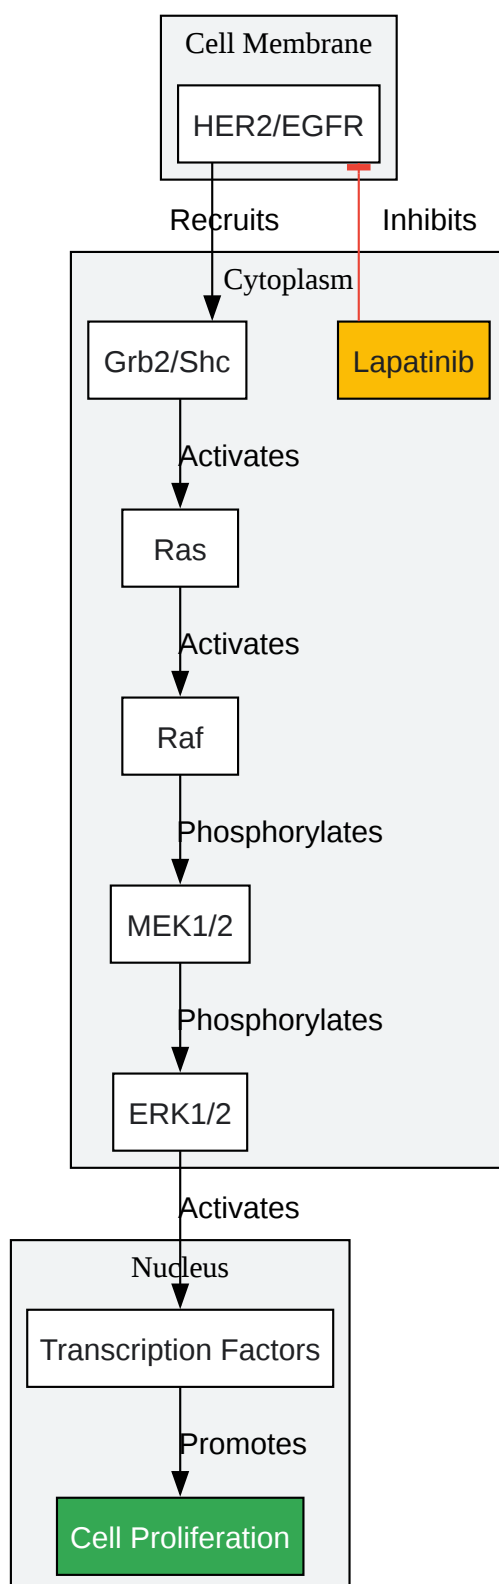 Cell Membrane
HER2/EGFR
Recruits
Inhibits
Cytoplasm
Grb2/Shc
Lapatinib
Activates
Ras
Activates
Raf
Phosphorylates
MEK1/2
Phosphorylates
ERK1/2
Activates
Nucleus
Transcription Factors
Promotes
Cell Proliferation